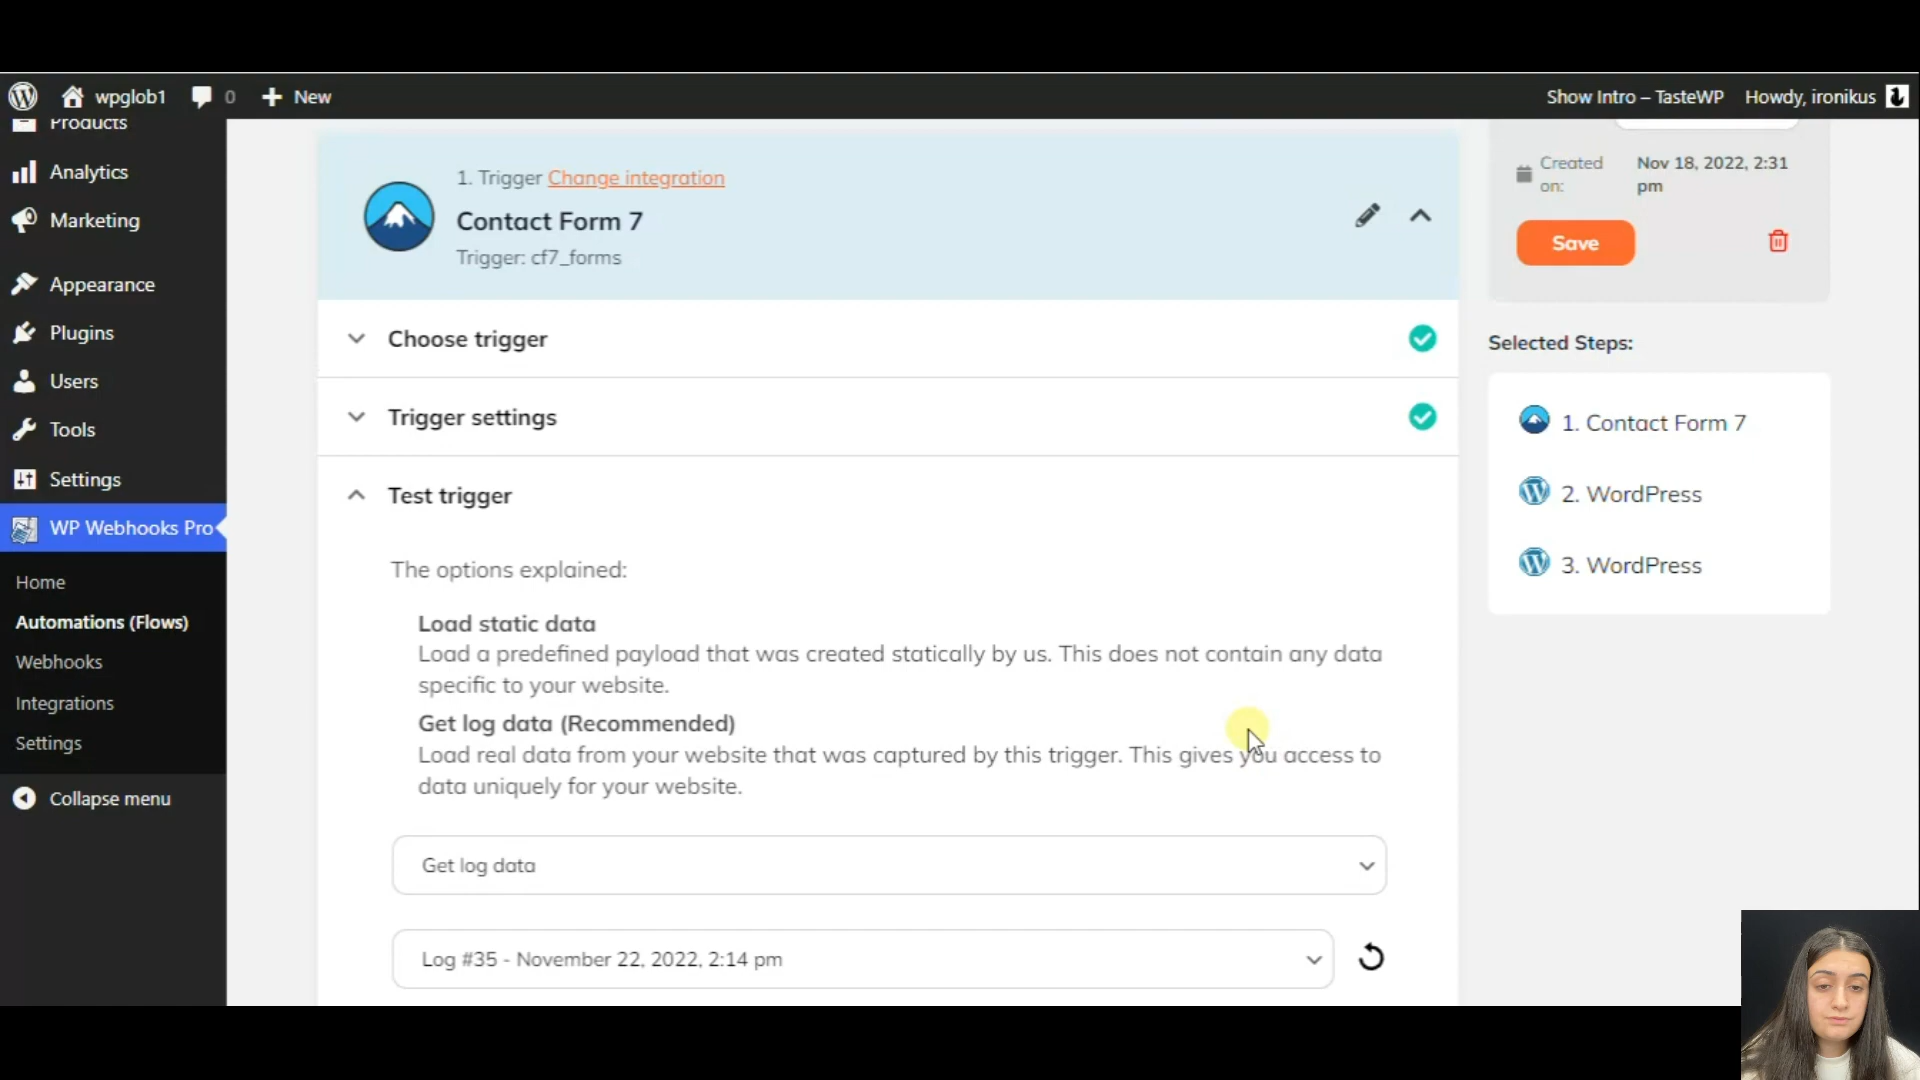 wpglob1
0
New
Show Intro – TasteWP
Howdy, ironikus
Products
Analytics
Marketing
Appearance
Plugins
Users
Tools
Settings
WP Webhooks Pro
Home
Automations (Flows)
Webhooks
Integrations
Settings
Collapse menu
1. Trigger Change integration
Contact Form 7
Trigger: cf7_forms
Choose trigger
Trigger settings
Test trigger
The options explained:
Load static data
Load a predefined payload that was created statically by us. This does not contain any data
specific to your website.
Get log data (Recommended)
Load real data from your website that was captured by this trigger. This gives you access to
data uniquely for your website.
Get log data
Log #35 - November 22, 2022, 2:14 pm
Created
on:
Nov 18, 2022, 2:31
pm
Save
Selected Steps:
1. Contact Form 7
2. WordPress
3. WordPress